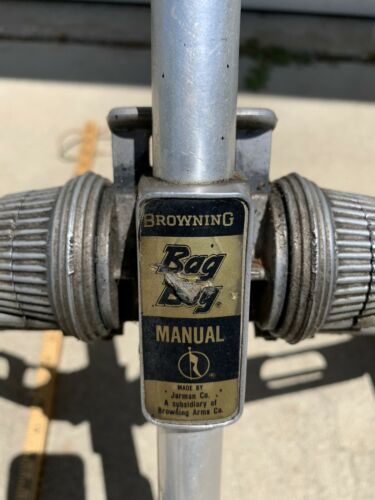 BROWNING
Bag
Boy®
MANUAL
®
MADE BY
Jarman Co.
A subsidiary of
Browning Arms Co.